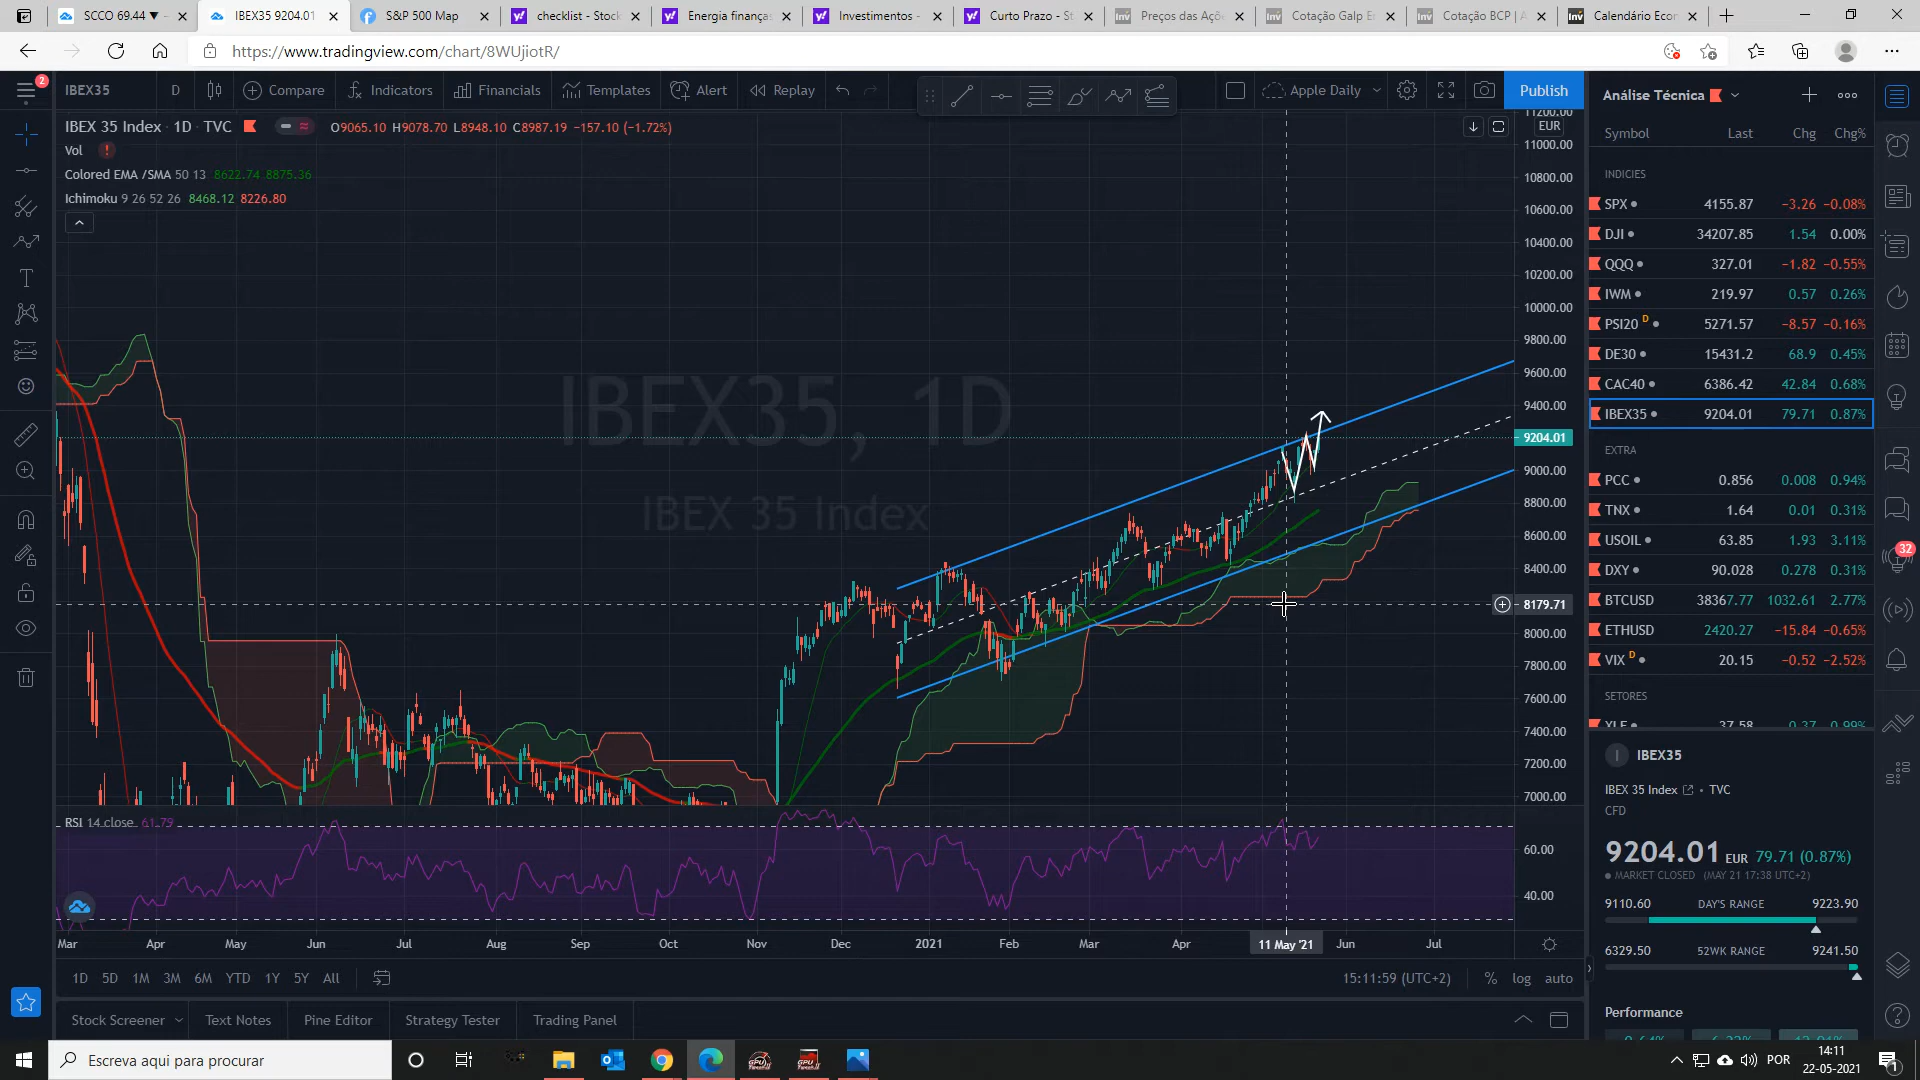 SCCO 69.44 ▼
IBEX35 9204.01
S&P 500 Map
checklist - Stock
Energia finança
Investimentos -
Curto Prazo - St
Preços das Açõe
Cotação Galp E
Cotação BCP | A
Calendário Econ
https://www.tradingview.com/chart/8WUjiotR/
2
IBEX35
D
Compare
Indicators
Financials
Templates
Alert
Replay
Apple Daily
Publish
IBEX 35 Index · 1D · TVC
O9065.10 H9078.70 L8948.10 C8987.19 −157.10 (−1.72%)
Vol
Colored EMA /SMA 50 13 8622.74 8875.36
Ichimoku 9 26 52 26 8468.12 8226.80
IBEX35, 1D
IBEX 35 Index
11200.00
EUR
11000.00
10800.00
10600.00
10400.00
10200.00
10000.00
9800.00
9600.00
9400.00
9204.01
9000.00
8800.00
8600.00
8400.00
8179.71
8000.00
7800.00
7600.00
7400.00
7200.00
7000.00
RSI 14 close 61.79
60.00
40.00
Mar Apr May Jun Jul Aug Sep Oct Nov Dec 2021 Feb Mar Apr 11 May '21 Jun Jul
1D 5D 1M 3M 6M YTD 1Y 5Y All
15:11:59 (UTC+2)
% log auto
Stock Screener
Text Notes
Pine Editor
Strategy Tester
Trading Panel
Análise Técnica
Symbol Last Chg Chg%
INDICIES
SPX 4155.87 −3.26 −0.08%
DJI 34207.85 1.54 0.00%
QQQ 327.01 −1.82 −0.55%
IWM 219.97 0.57 0.26%
PSI20 D 5271.57 −8.57 −0.16%
DE30 15431.2 68.9 0.45%
CAC40 6386.42 42.84 0.68%
IBEX35 9204.01 79.71 0.87%
EXTRA
PCC 0.856 0.008 0.94%
TNX 1.64 0.01 0.31%
USOIL 63.85 1.93 3.11%
DXY 90.028 0.278 0.31%
BTCUSD 38367.77 1032.61 2.77%
ETHUSD 2420.27 −15.84 −0.65%
VIX D 20.15 −0.52 −2.52%
SETORES
XLE 37.58 0.37 0.99%
IBEX35
IBEX 35 Index • TVC
CFD
9204.01 EUR 79.71 (0.87%)
MARKET CLOSED (MAY 21 17:38 UTC+2)
9110.60 DAY'S RANGE 9223.90
6329.50 52WK RANGE 9241.50
Performance
32
Escreva aqui para procurar
POR
14:11
22-05-2021
1